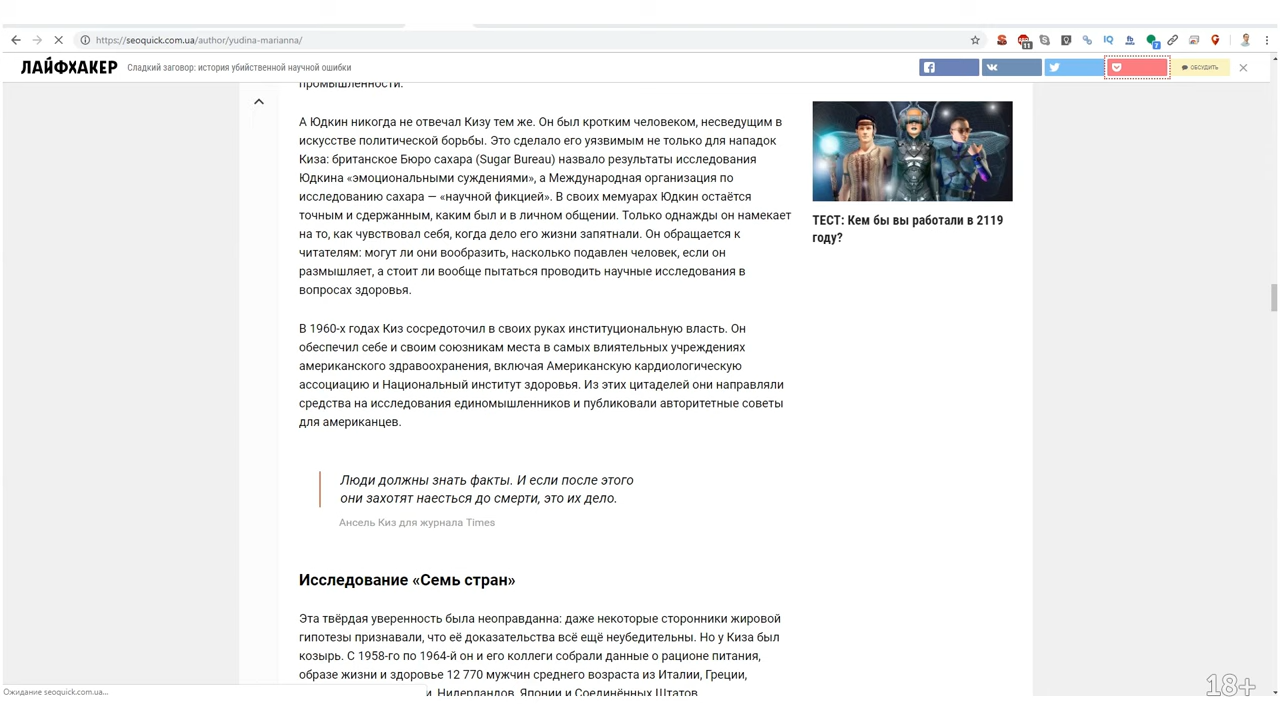 https://seoquick.com.ua/author/yudina-marianna/
11
IQ
fb
7
ЛАЙФХАКЕР
Сладкий заговор: история убийственной научной ошибки
ОБСУДИТЬ
промышленности.
А Юдкин никогда не отвечал Кизу тем же. Он был кротким человеком, несведущим в
искусстве политической борьбы. Это сделало его уязвимым не только для нападок
Киза: британское Бюро сахара (Sugar Bureau) назвало результаты исследования
Юдкина «эмоциональными суждениями», а Международная организация по
исследованию сахара — «научной фикцией». В своих мемуарах Юдкин остаётся
точным и сдержанным, каким был и в личном общении. Только однажды он намекает
на то, как чувствовал себя, когда дело его жизни запятнали. Он обращается к
читателям: могут ли они вообразить, насколько подавлен человек, если он
размышляет, а стоит ли вообще пытаться проводить научные исследования в
вопросах здоровья.
ТЕСТ: Кем бы вы работали в 2119
году?
В 1960-х годах Киз сосредоточил в своих руках институциональную власть. Он
обеспечил себе и своим союзникам места в самых влиятельных учреждениях
американского здравоохранения, включая Американскую кардиологическую
ассоциацию и Национальный институт здоровья. Из этих цитаделей они направляли
средства на исследования единомышленников и публиковали авторитетные советы
для американцев.
Люди должны знать факты. И если после этого
они захотят наесться до смерти, это их дело.
Ансель Киз для журнала Times
Исследование «Семь стран»
Эта твёрдая уверенность была неоправданна: даже некоторые сторонники жировой
гипотезы признавали, что её доказательства всё ещё неубедительны. Но у Киза был
козырь. С 1958-го по 1964-й он и его коллеги собрали данные о рационе питания,
образе жизни и здоровье 12 770 мужчин среднего возраста из Италии, Греции,
и, Нидерландов, Японии и Соединённых Штатов.
Ожидание seoquick.com.ua...
18+